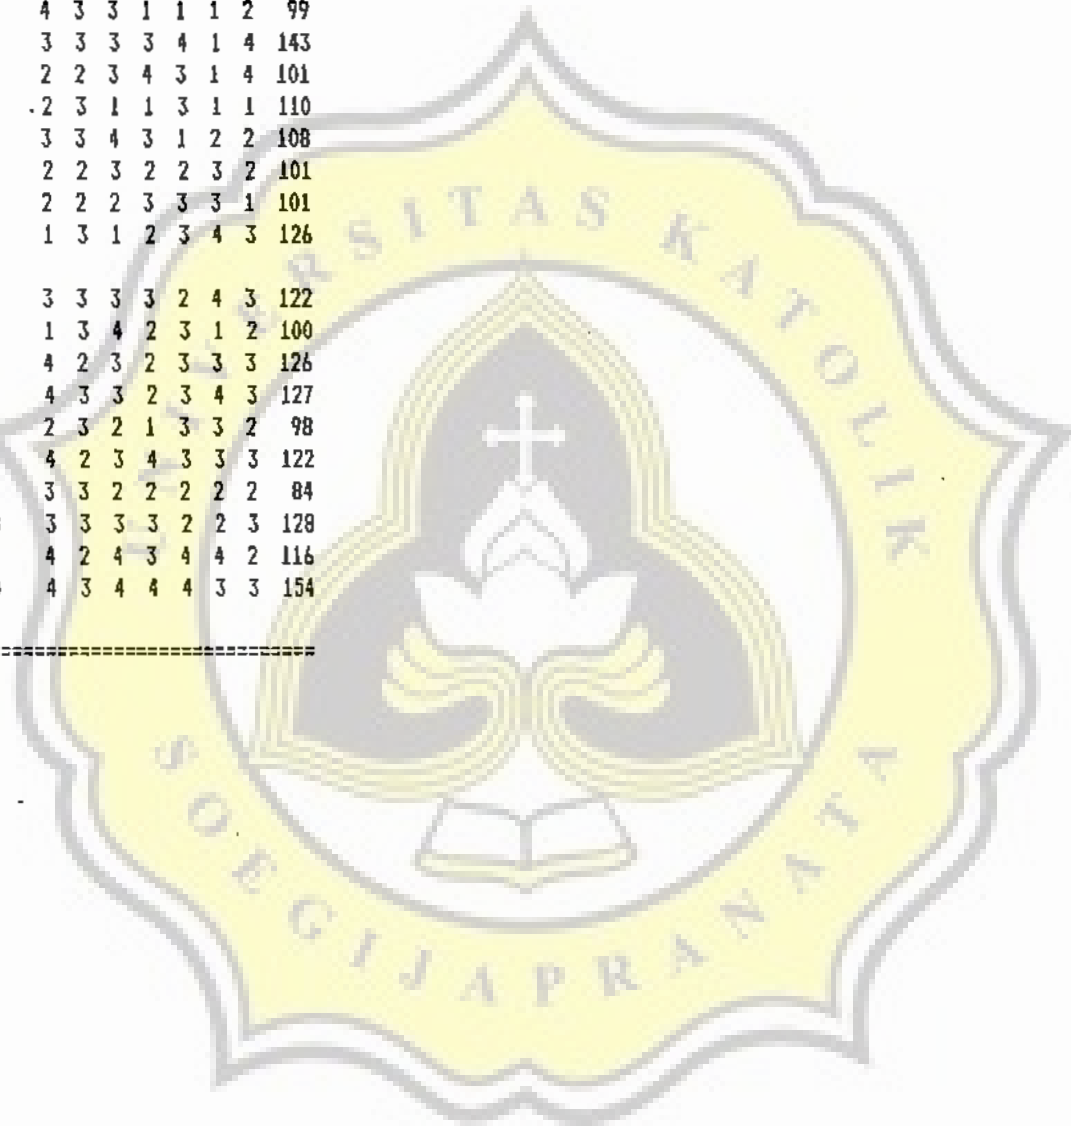 4 3 3 1 1 1 2 99
3 3 3 3 4 1 4 143
2 2 3 4 3 1 4 101
2 3 1 1 3 1 1 110
3 3 4 3 1 2 2 108
2 2 3 2 2 3 2 101
2 2 2 3 3 3 1 101
1 3 1 2 3 4 3 126
3 3 3 3 2 4 3 122
1 3 4 2 3 1 2 100
4 2 3 2 3 3 3 126
4 3 3 2 3 4 3 127
2 3 2 1 3 3 2 98
4 2 3 4 3 3 3 122
3 3 2 2 2 2 2 84
3 3 3 3 2 2 3 128
4 2 4 3 4 4 2 116
4 3 4 4 4 3 3 154
UNIVERSITAS KATOLIK
SOEGIJAPRANATA